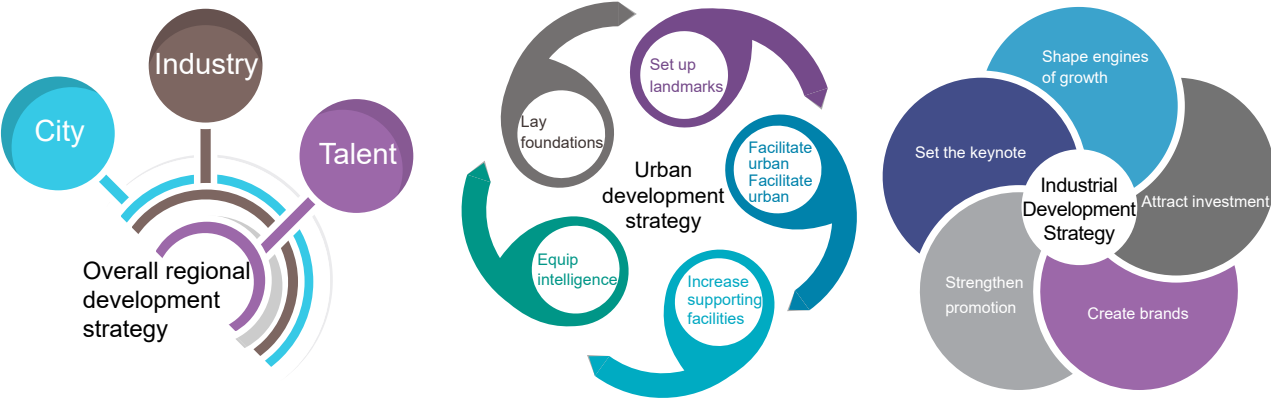 City
Industry
Talent
Overall regional
development
strategy
Set up
landmarks
Lay
foundations
Facilitate
urban
Facilitate
urban
Urban
development
strategy
Equip
intelligence
Increase
supporting
facilities
Shape engines
of growth
Set the keynote
Industrial
Development
Strategy
Attract investment
Strengthen
promotion
Create brands